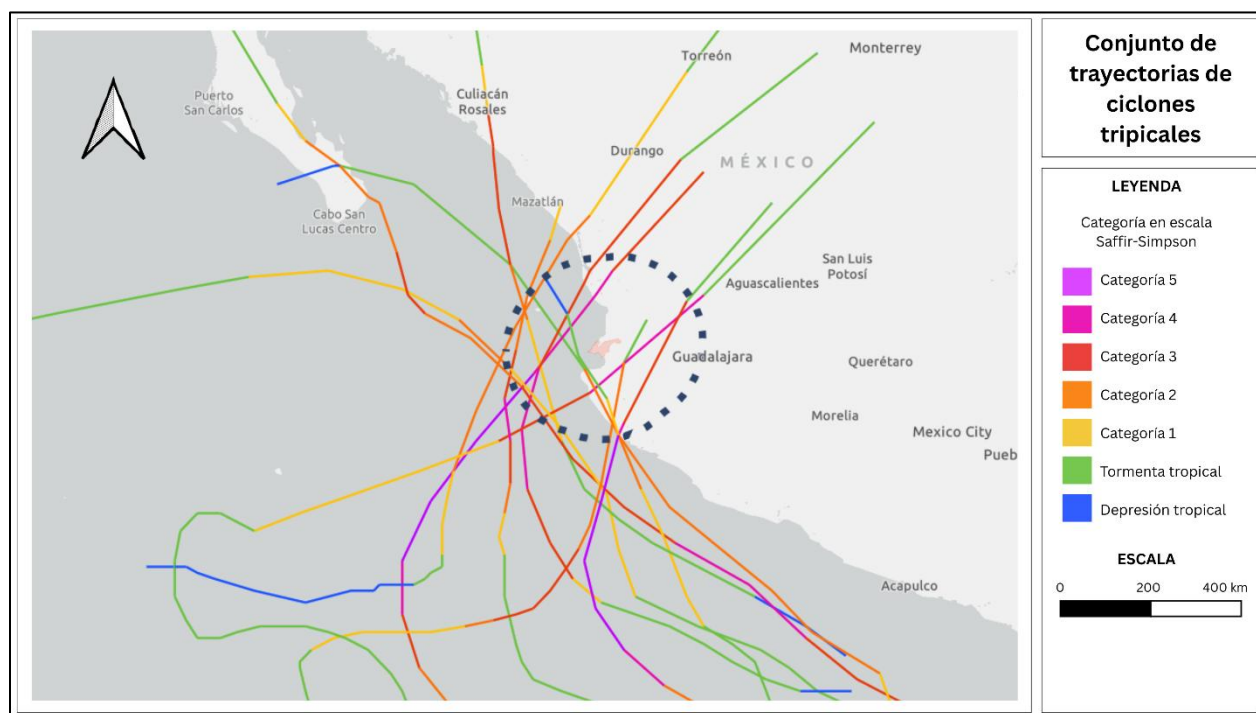 Conjunto de
trayectorias de
ciclones
tripicales
LEYENDA
Categoría en escala
Saffir-Simpson
Categoría 5
Categoría 4
Categoría 3
Categoría 2
Categoría 1
Tormenta tropical
Depresión tropical
ESCALA
0 200 400 km
Torreón
Monterrey
Puerto
San Carlos
Culiacán
Rosales
Durango
MÉXICO
Mazatlán
Cabo San
Lucas Centro
San Luis
Potosí
Aguascalientes
Guadalajara
Querétaro
Morelia
Mexico City
Pueb
Acapulco